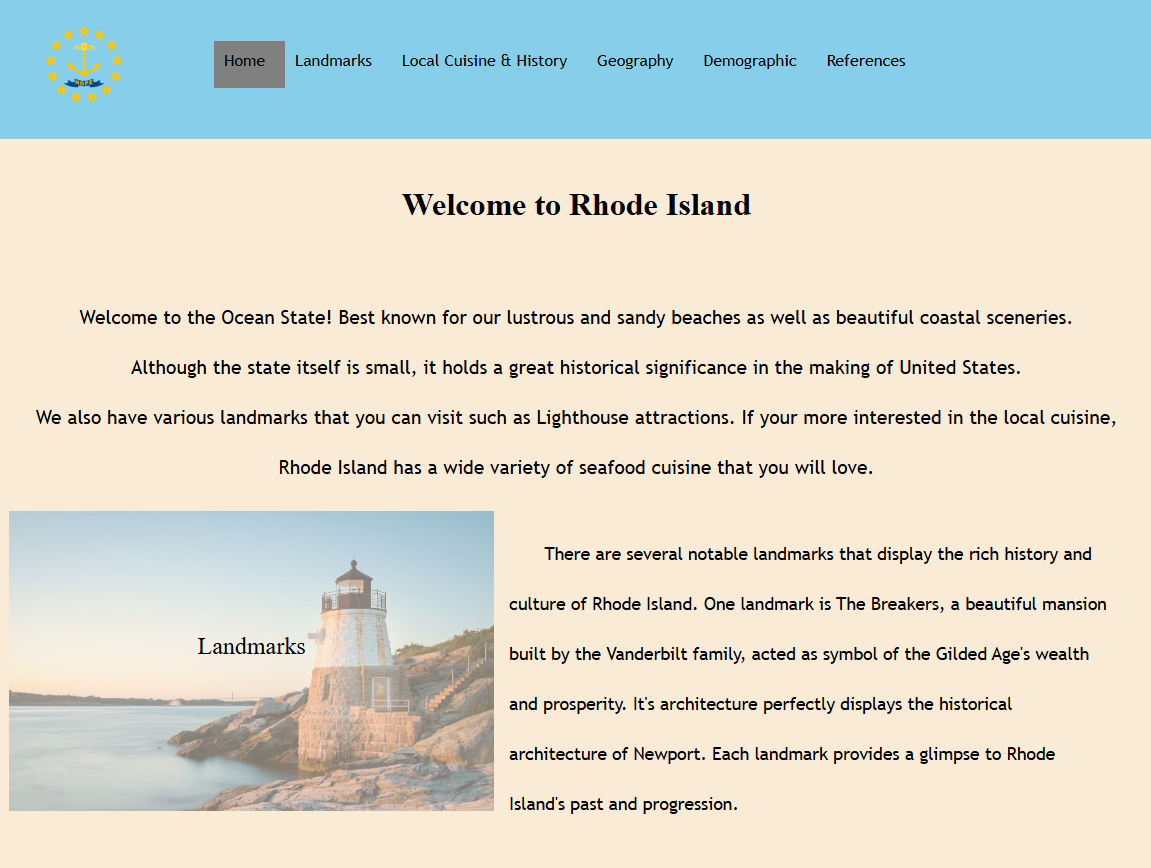 HOPE
Home Landmarks Local Cuisine & History Geography Demographic References
Welcome to Rhode Island
Welcome to the Ocean State! Best known for our lustrous and sandy beaches as well as beautiful coastal sceneries.
Although the state itself is small, it holds a great historical significance in the making of United States.
We also have various landmarks that you can visit such as Lighthouse attractions. If your more interested in the local cuisine,
Rhode Island has a wide variety of seafood cuisine that you will love.
Landmarks
There are several notable landmarks that display the rich history and
culture of Rhode Island. One landmark is The Breakers, a beautiful mansion
built by the Vanderbilt family, acted as symbol of the Gilded Age's wealth
and prosperity. It's architecture perfectly displays the historical
architecture of Newport. Each landmark provides a glimpse to Rhode
Island's past and progression.